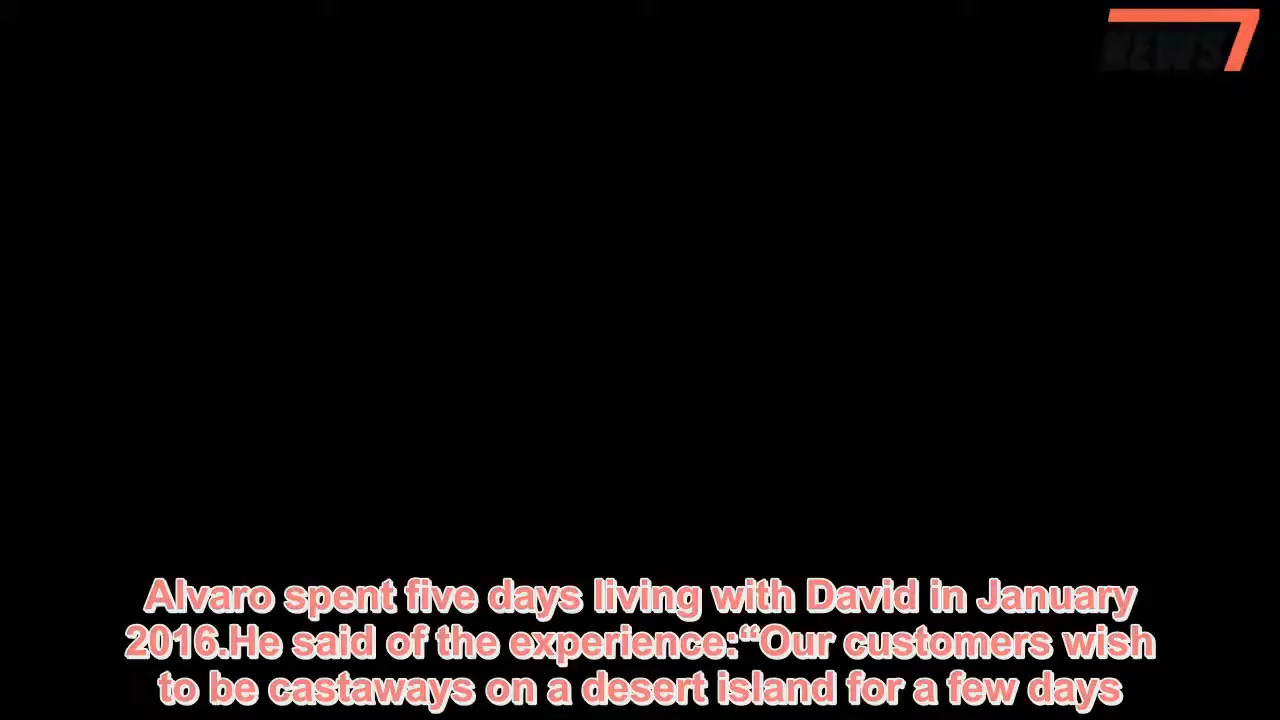 NEWS7
Alvaro spent five days living with David in January
2016.He said of the experience:“Our customers wish
to be castaways on a desert island for a few days